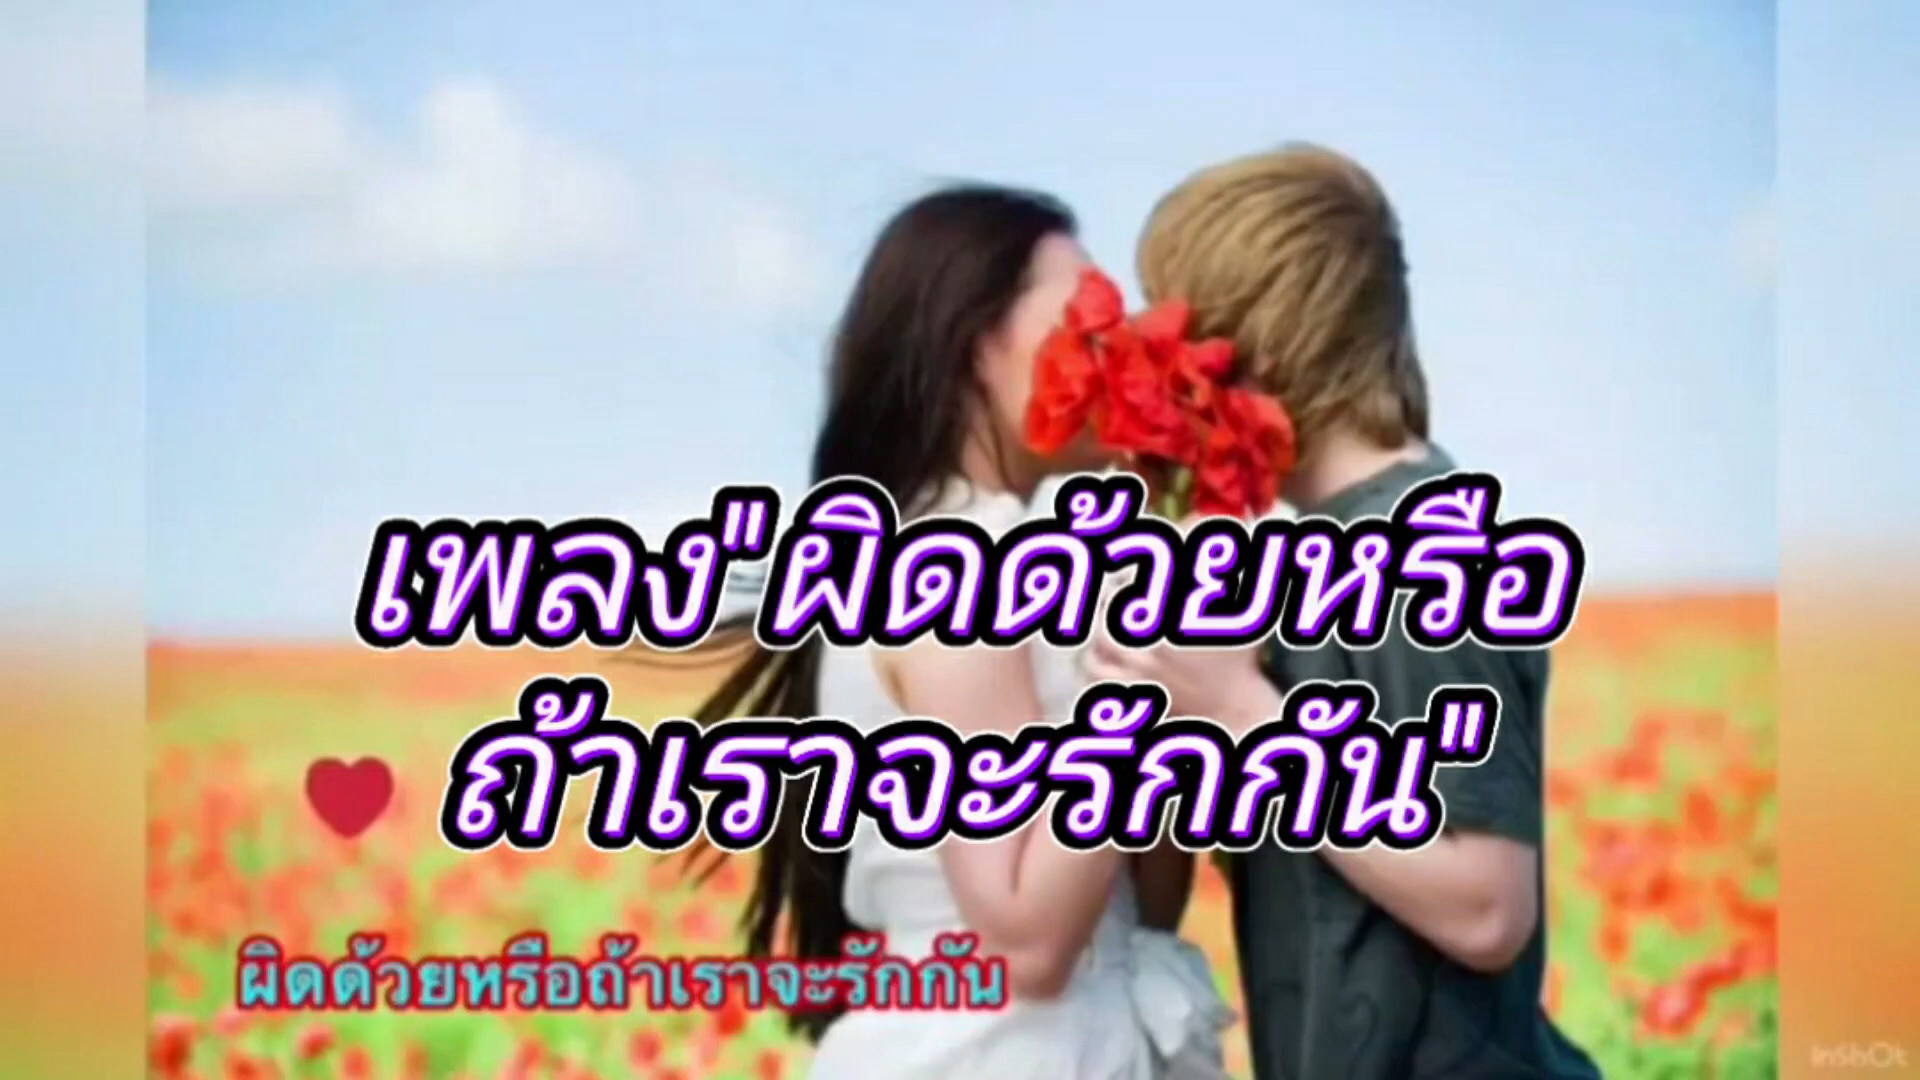 เพลง"ผิดด้วยหรือ
ถ้าเราจะรักกัน"
ผิดด้วยหรือถ้าเราจะรักกัน
InShOt